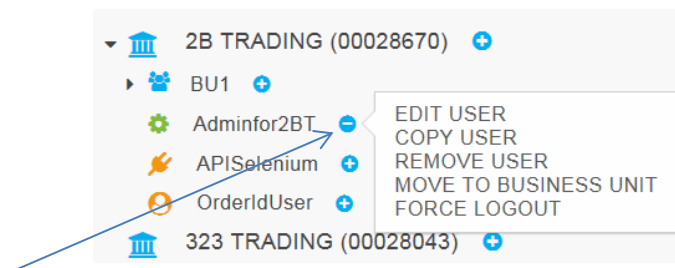 2B TRADING (00028670)
BU1
Adminfor2BT
EDIT USER
COPY USER
REMOVE USER
MOVE TO BUSINESS UNIT
FORCE LOGOUT
APISelenium
OrderIdUser
323 TRADING (00028043)